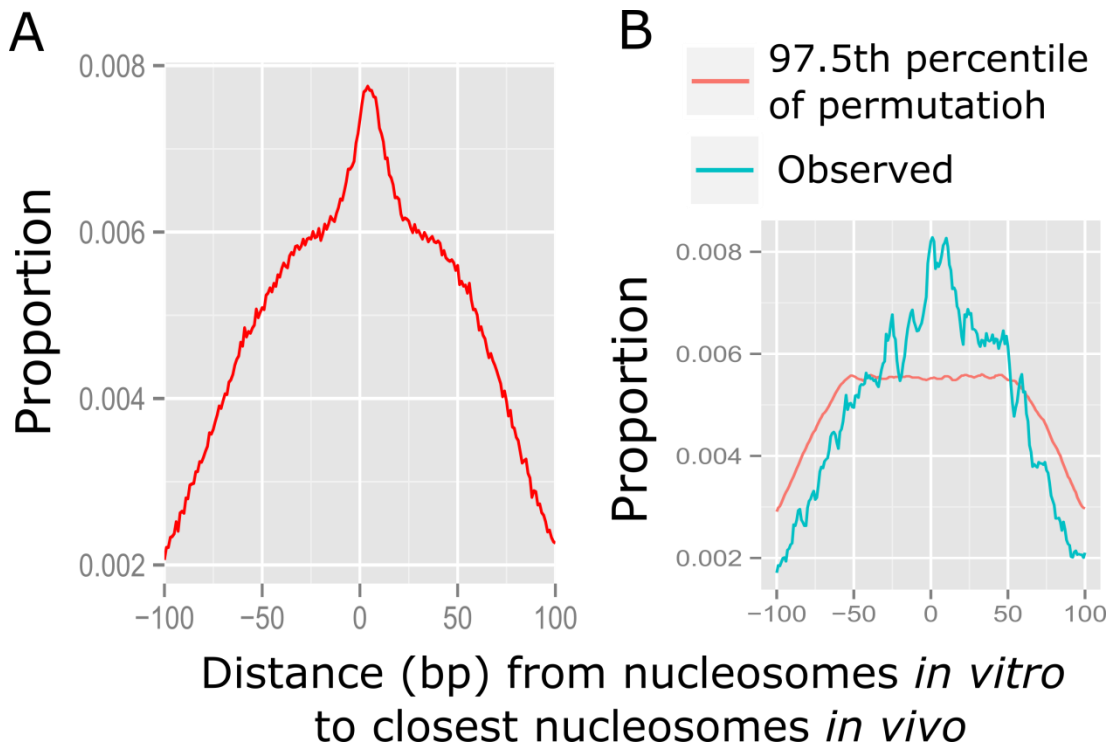 A
0.008
0.006
0.004
0.002
Proportion
−100
−50
0
50
100
B
97.5th percentile
of permutatioh
Observed
0.008
0.006
0.004
0.002
Proportion
−100
−50
0
50
100
Distance (bp) from nucleosomes in vitro
to closest nucleosomes in vivo